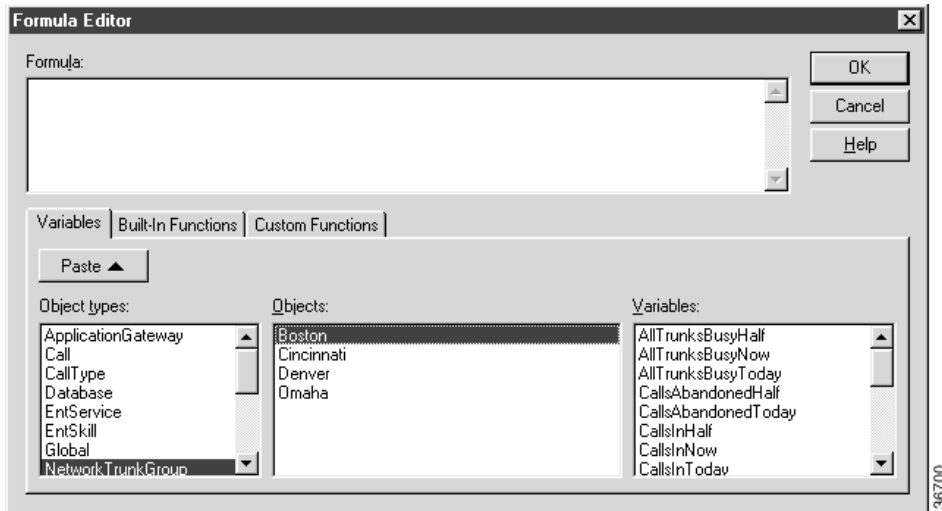 Formula Editor
Formula:
OK
Cancel
Help
Variables
Built-In Functions
Custom Functions
Paste
Object types:
ApplicationGateway
Call
CallType
Database
EntService
EntSkill
Global
NetworkTrunkGroup
Objects:
Boston
Cincinnati
Denver
Omaha
Variables:
AllTrunksBusyHalf
AllTrunksBusyNow
AllTrunksBusyToday
CallsAbandonedHalf
CallsAbandonedToday
CallsInHalf
CallsInNow
CallsInToday
36700